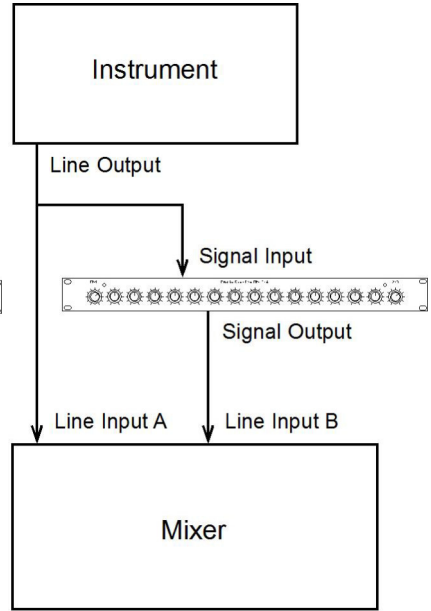 Instrument
Line Output
Signal Input
Signal Output
Line Input A
Line Input B
Mixer